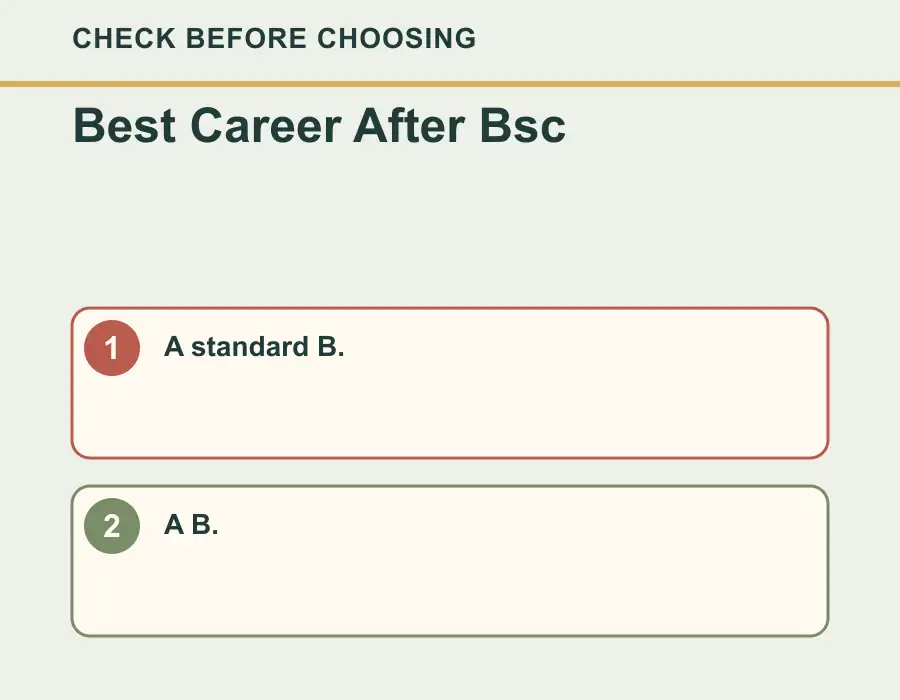 CHECK BEFORE CHOOSING
Best Career After Bsc
1 A standard B.
2 A B.